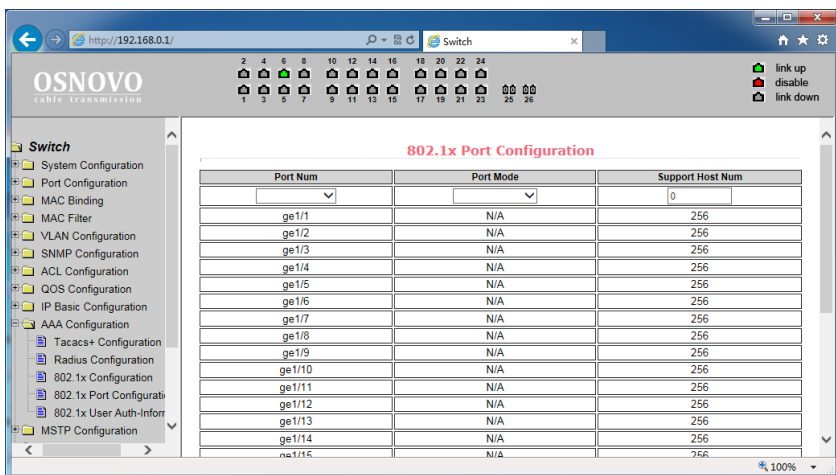 http://192.168.0.1/
Switch
OSNOVO
cable transmission
2 4 6 8 10 12 14 16 18 20 22 24
1 3 5 7 9 11 13 15 17 19 21 23 25 26
link up
disable
link down
Switch
System Configuration
Port Configuration
MAC Binding
MAC Filter
VLAN Configuration
SNMP Configuration
ACL Configuration
QOS Configuration
IP Basic Configuration
AAA Configuration
Tacacs+ Configuration
Radius Configuration
802.1x Configuration
802.1x Port Configurati
802.1x User Auth-Inforr
MSTP Configuration
802.1x Port Configuration
Port Num Port Mode Support Host Num
0
ge1/1 N/A 256
ge1/2 N/A 256
ge1/3 N/A 256
ge1/4 N/A 256
ge1/5 N/A 256
ge1/6 N/A 256
ge1/7 N/A 256
ge1/8 N/A 256
ge1/9 N/A 256
ge1/10 N/A 256
ge1/11 N/A 256
ge1/12 N/A 256
ge1/13 N/A 256
ge1/14 N/A 256
ge1/15 N/A 256
100%